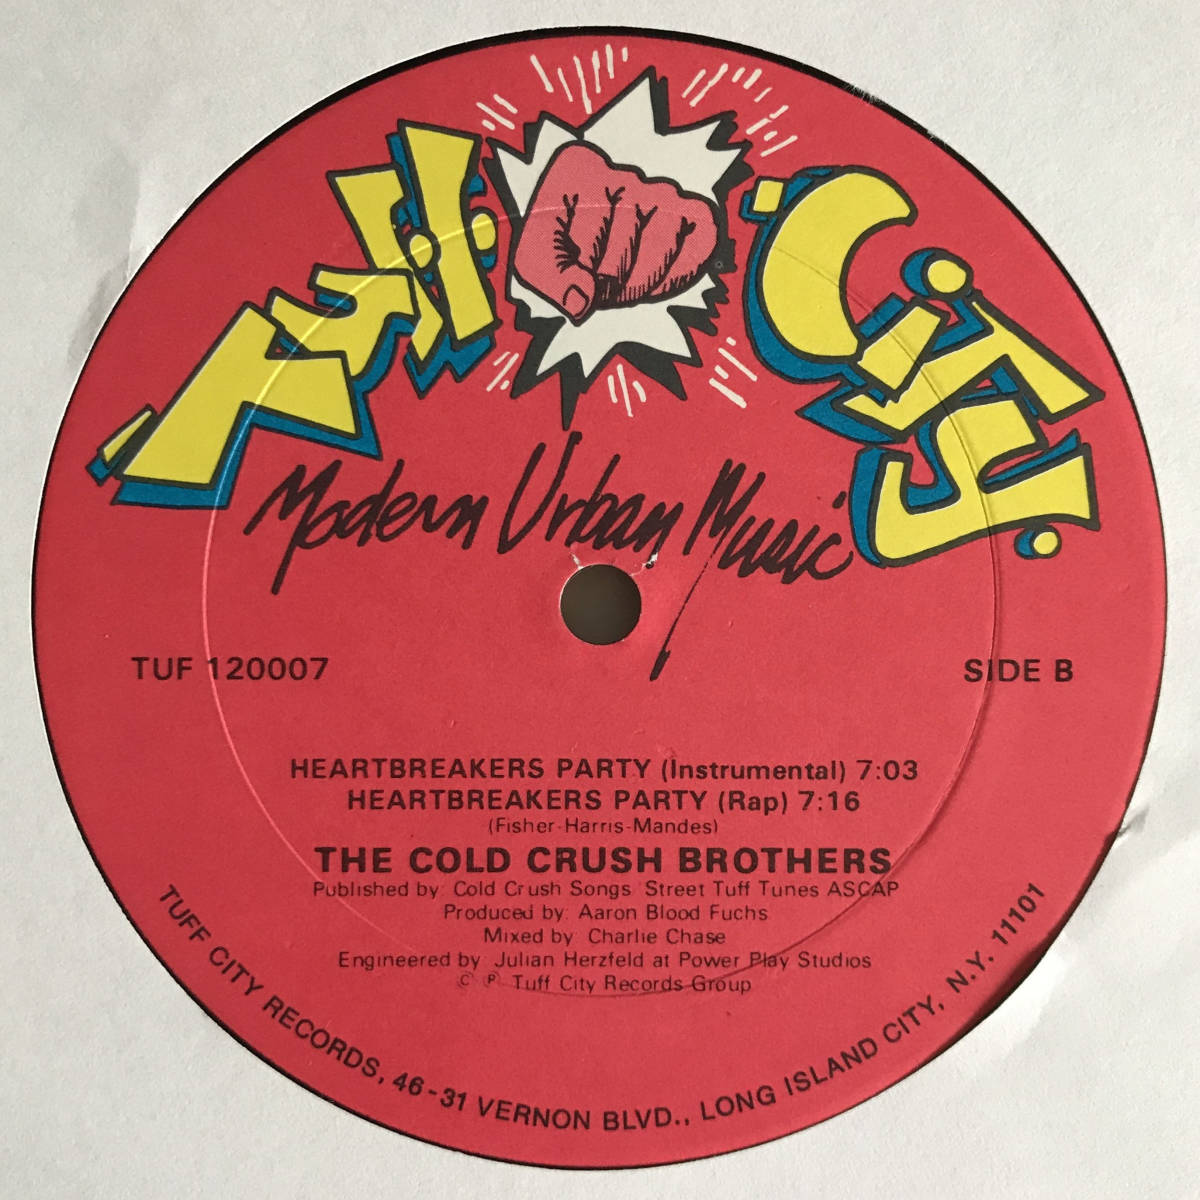 Tuff City!
Modern Urban Music
TUF 120007
SIDE B
HEARTBREAKERS PARTY (Instrumental) 7:03
HEARTBREAKERS PARTY (Rap) 7:16
(Fisher-Harris-Mandes)
THE COLD CRUSH BROTHERS
Published by: Cold Crush Songs Street Tuff Tunes ASCAP
Produced by: Aaron Blood Fuchs
Mixed by: Charlie Chase
Engineered by: Julian Herzfeld at Power Play Studios
© ℗ Tuff City Records Group
TUFF CITY RECORDS, 46-31 VERNON BLVD., LONG ISLAND CITY, N.Y. 11101